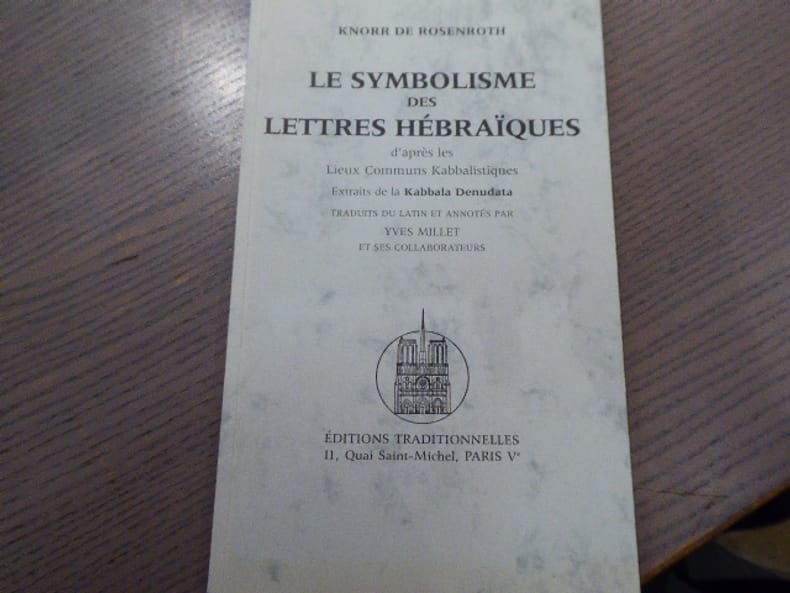 KNORR DE ROSENROTH
LE SYMBOLISME
DES
LETTRES HÉBRAÏQUES
d'après les
Lieux Communs Kabbalistiques
Extraits de la Kabbala Denudata
TRADUITS DU LATIN ET ANNOTÉS PAR
YVES MILLET
ET SES COLLABORATEURS
ÉDITIONS TRADITIONNELLES
11, Quai Saint-Michel, PARIS Ve